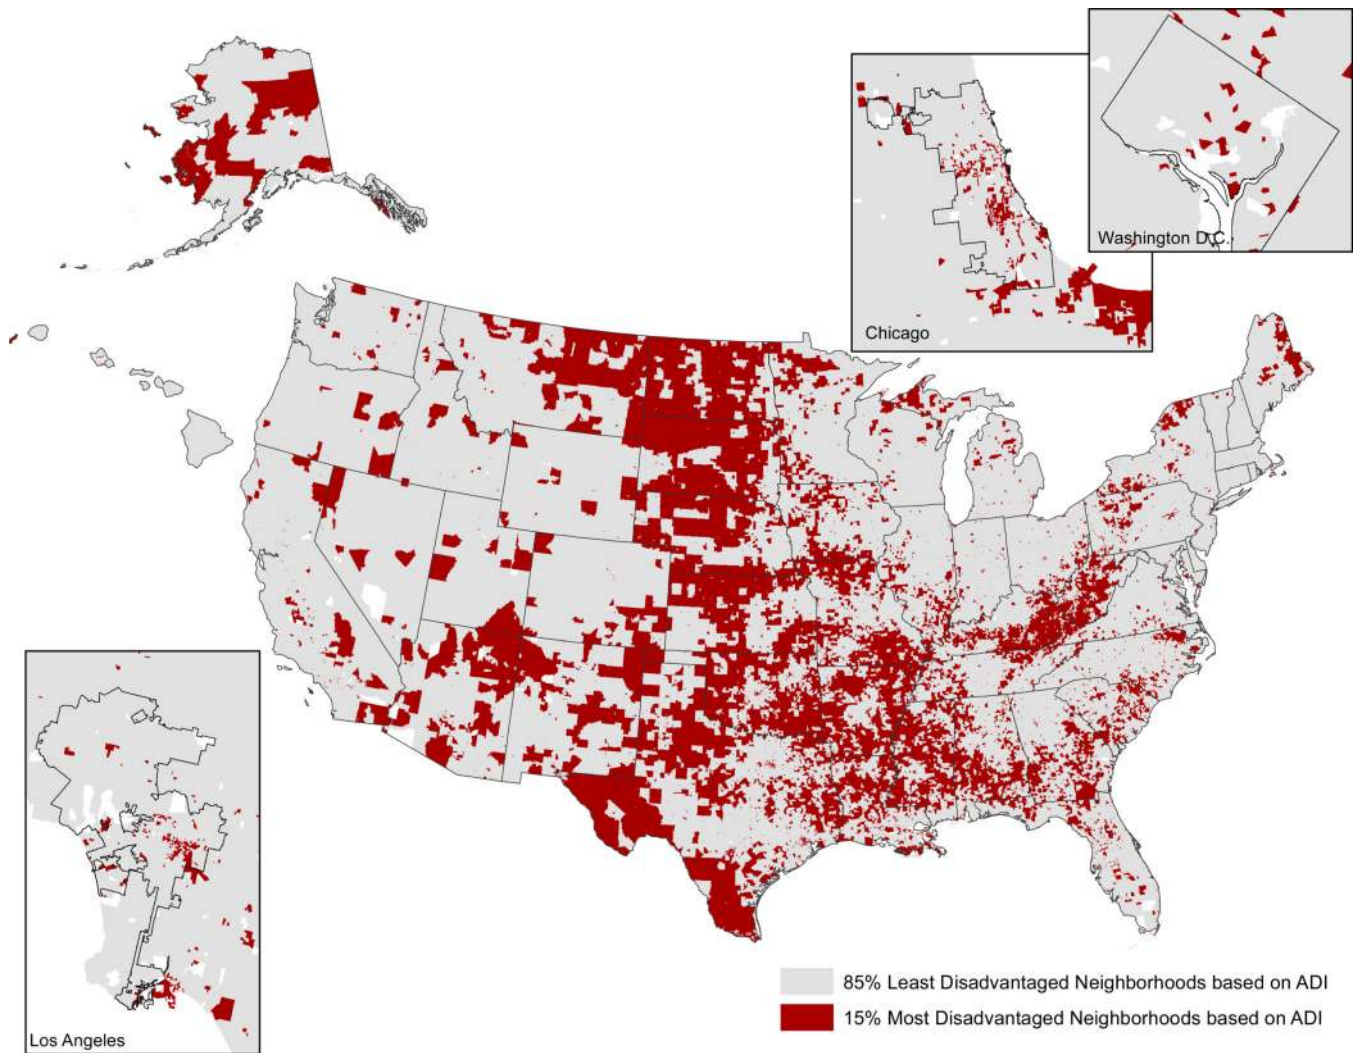 Washington D.C.
Chicago
Los Angeles
85% Least Disadvantaged Neighborhoods based on ADI
15% Most Disadvantaged Neighborhoods based on ADI